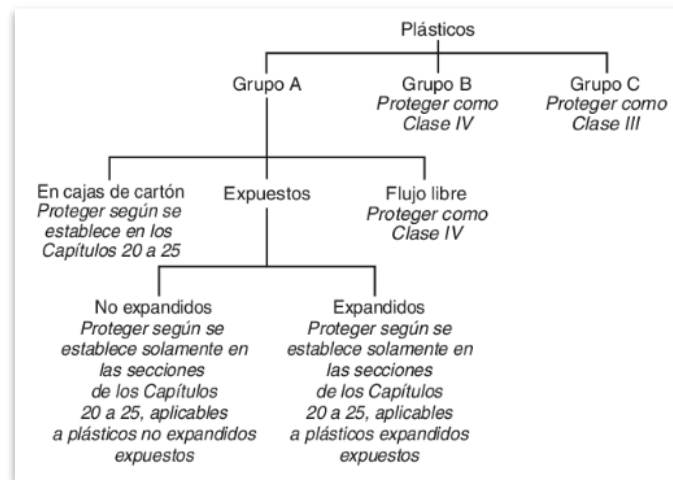 Plásticos
Grupo A
Grupo B
Proteger como
Clase IV
Grupo C
Proteger como
Clase III
En cajas de cartón
Proteger según se
establece en los
Capítulos 20 a 25
Expuestos
Flujo libre
Proteger como
Clase IV
No expandidos
Proteger según se
establece solamente en
las secciones
de los Capítulos
20 a 25, aplicables
a plásticos no expandidos
expuestos
Expandidos
Proteger según se
establece solamente en
las secciones
de los Capítulos
20 a 25, aplicables
a plásticos expandidos
expuestos